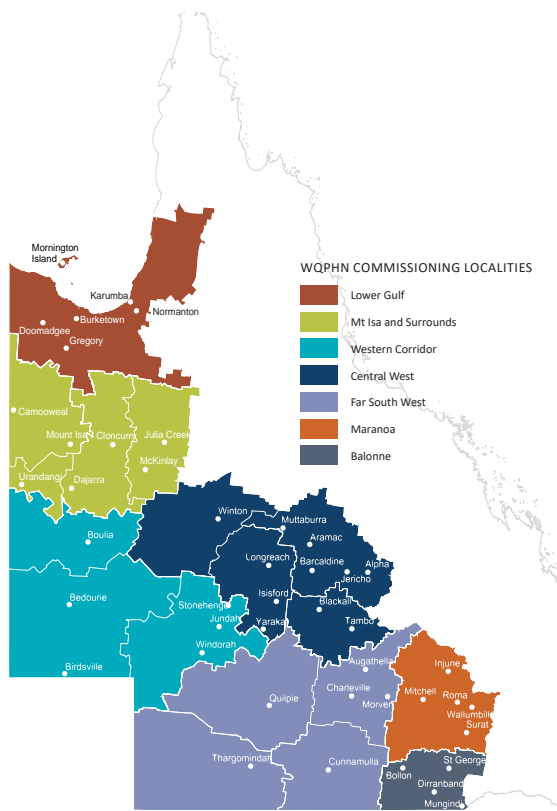 Mornington
Island
Karumba
Normanton
Burketown
Doomadgee
Gregory
WQPHN COMMISSIONING LOCALITIES
Lower Gulf
Mt Isa and Surrounds
Western Corridor
Central West
Far South West
Maranoa
Balonne
Camooweal
Mount Isa
Cloncurry
Julia Creek
McKinlay
Urandangi
Dajarra
Winton
Muttaburra
Boulia
Aramac
Longreach
Barcaldine
Alpha
Jericho
Bedourie
Stonehenge
Isisford
Blackall
Jundah
Yaraka
Tambo
Windorah
Birdsville
Augathella
Injune
Quilpie
Charleville
Morven
Mitchell
Roma
Wallumbilla
Surat
Thargomindah
Cunnamulla
Bollon
St George
Dirranbandi
Mungindi